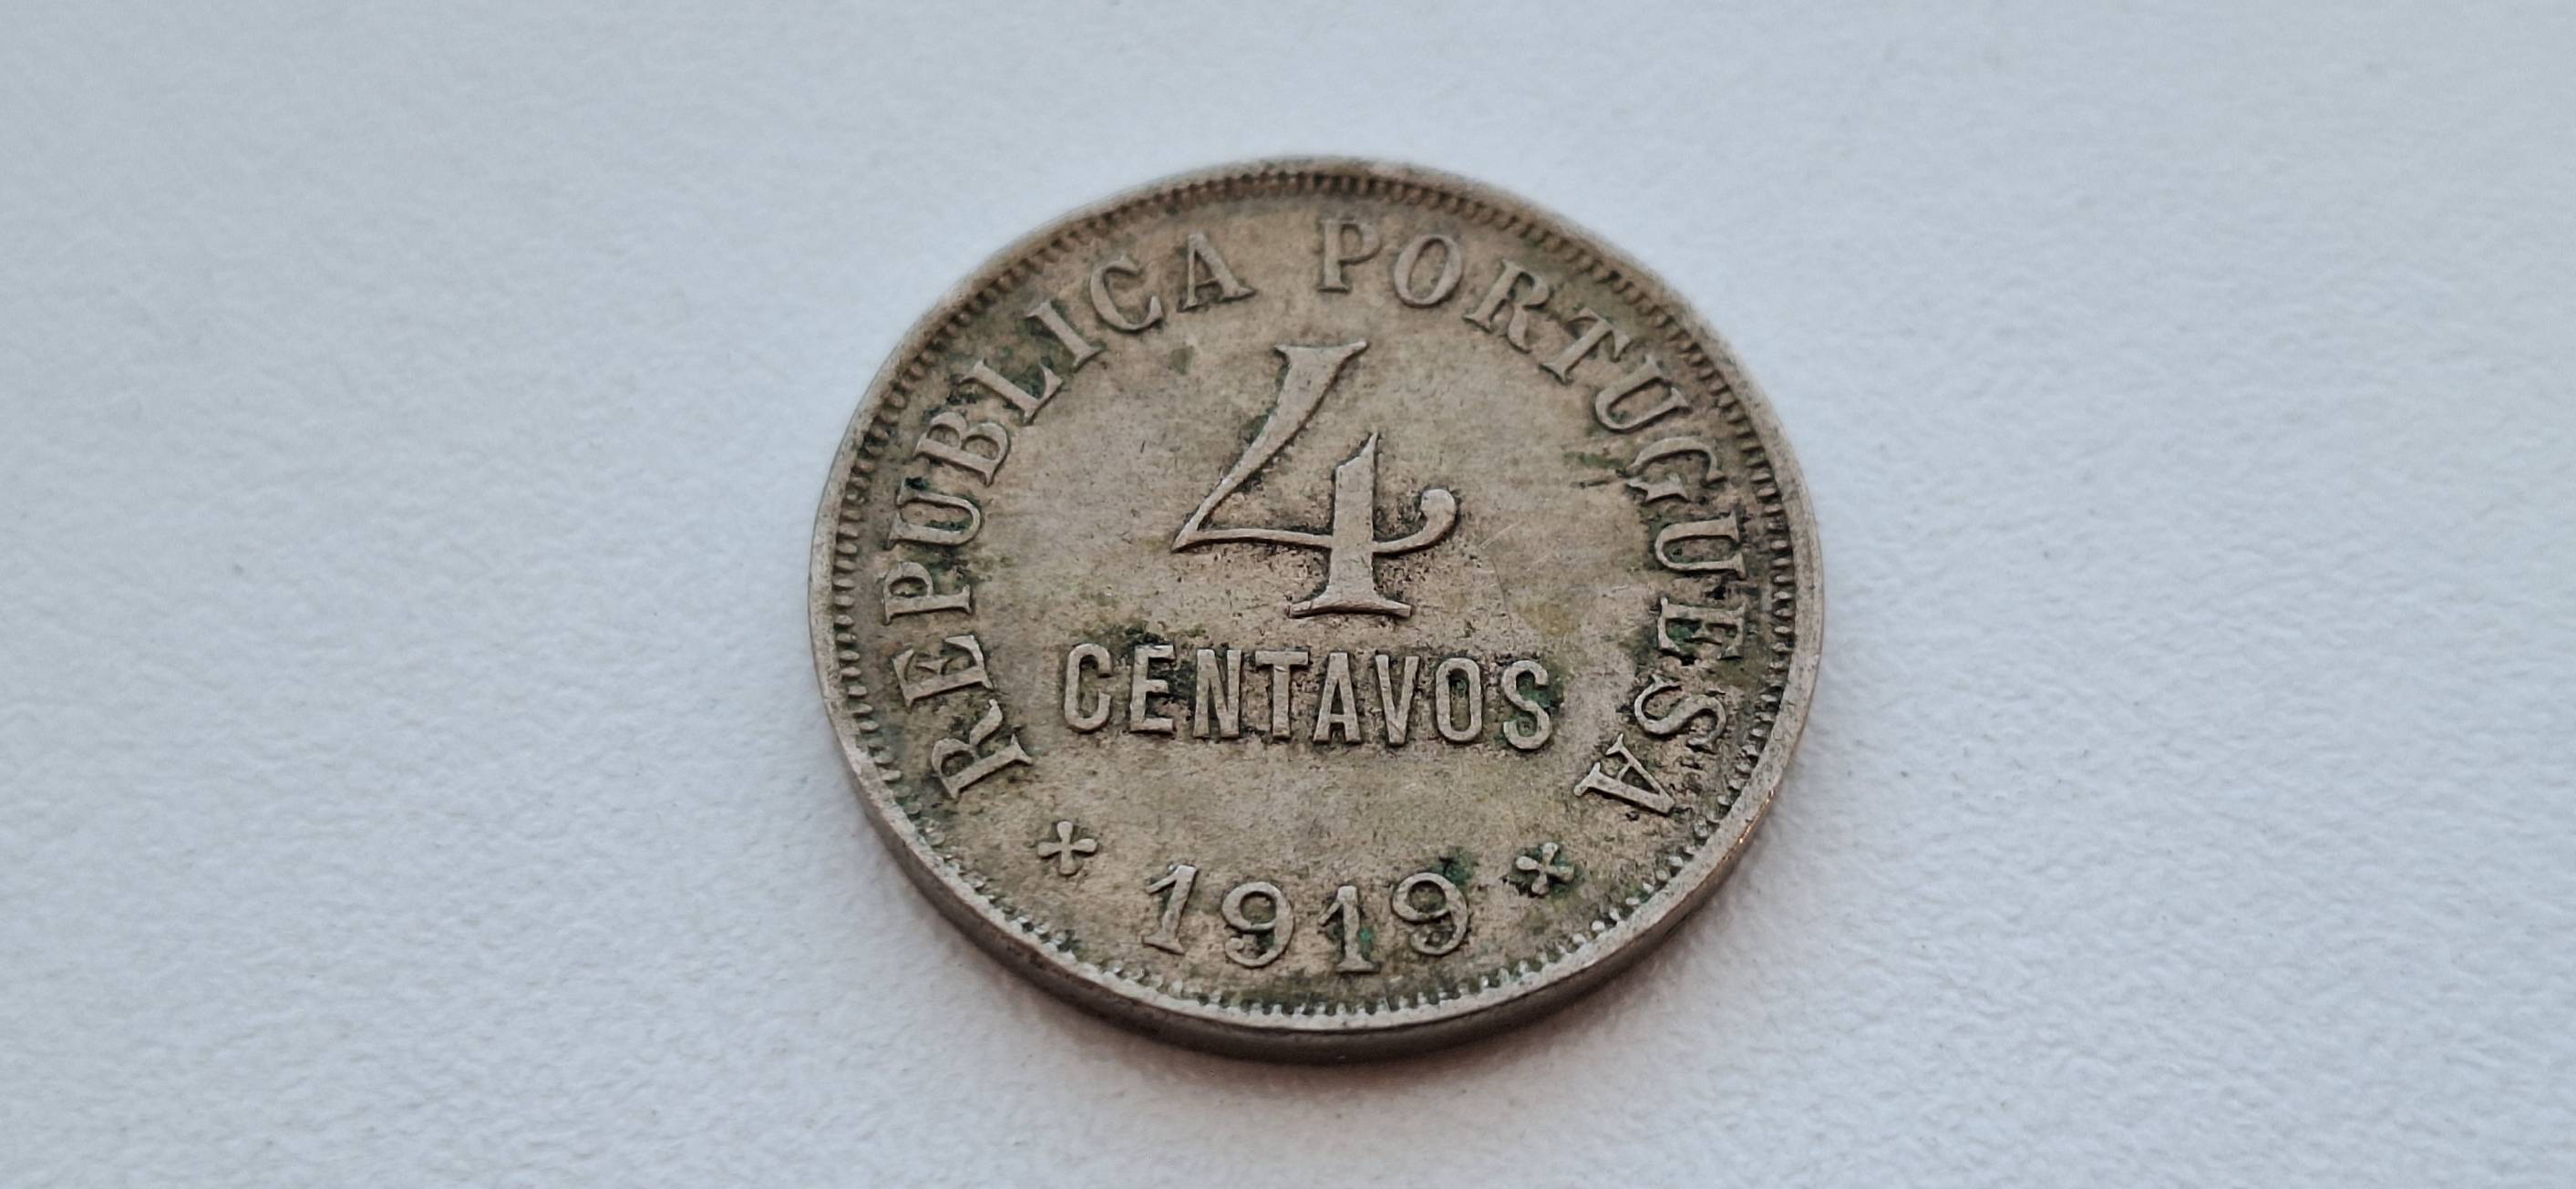 REPUBLICA PORTUGUESA
4
CENTAVOS
1919